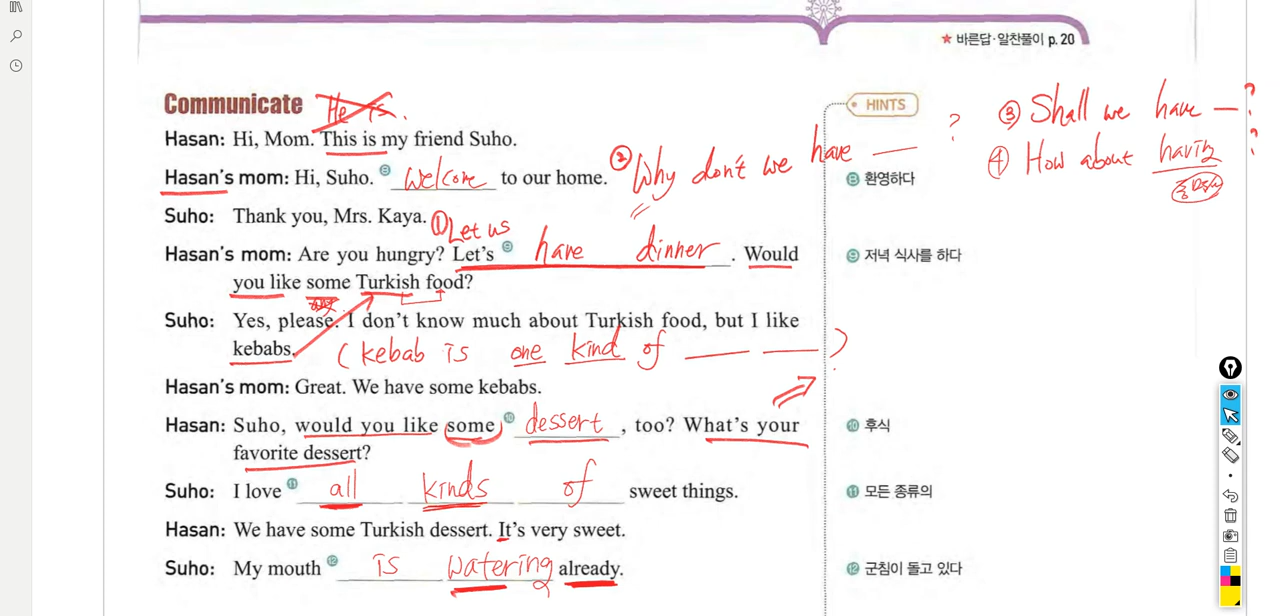 ★ 바른답·알찬풀이 p. 20
Communicate He is.
HINTS
③ Shall we have — ?
Hasan: Hi, Mom. This is my friend Suho.
② Why don't we have — ?
④ How about having ?
Hasan's mom: Hi, Suho. ⑧ Welcome to our home.
⑧ 환영하다
Suho: Thank you, Mrs. Kaya.
① Let us
Hasan's mom: Are you hungry? Let's ⑨ have dinner . Would
⑨ 저녁 식사를 하다
you like some Turkish food?
Suho: Yes, please. I don't know much about Turkish food, but I like
kebabs. (kebab is one kind of ___ ___ )
Hasan's mom: Great. We have some kebabs.
Hasan: Suho, would you like some ⑩ dessert , too? What's your
⑩ 후식
favorite dessert?
Suho: I love ⑪ all kinds of sweet things.
⑪ 모든 종류의
Hasan: We have some Turkish dessert. It's very sweet.
Suho: My mouth ⑫ is watering already.
⑫ 군침이 돌고 있다